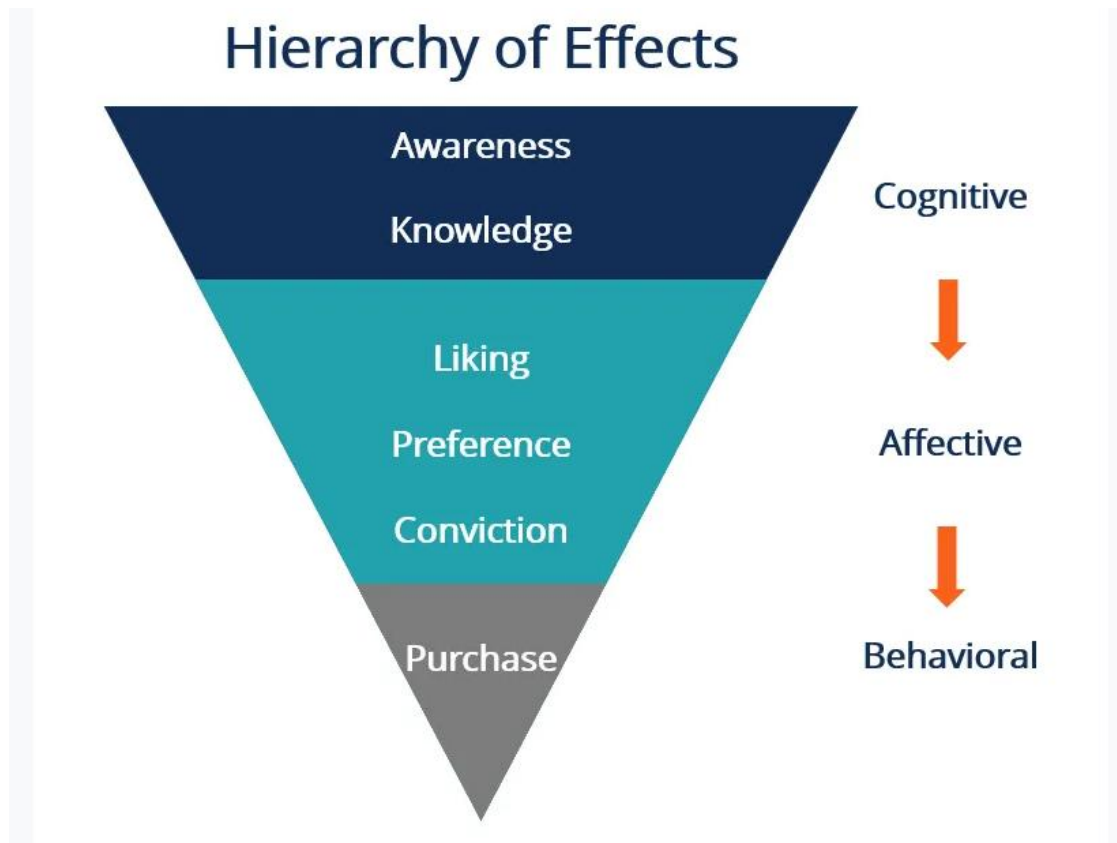 Hierarchy of Effects
Awareness
Knowledge
Cognitive
Liking
Preference
Conviction
Affective
Purchase
Behavioral